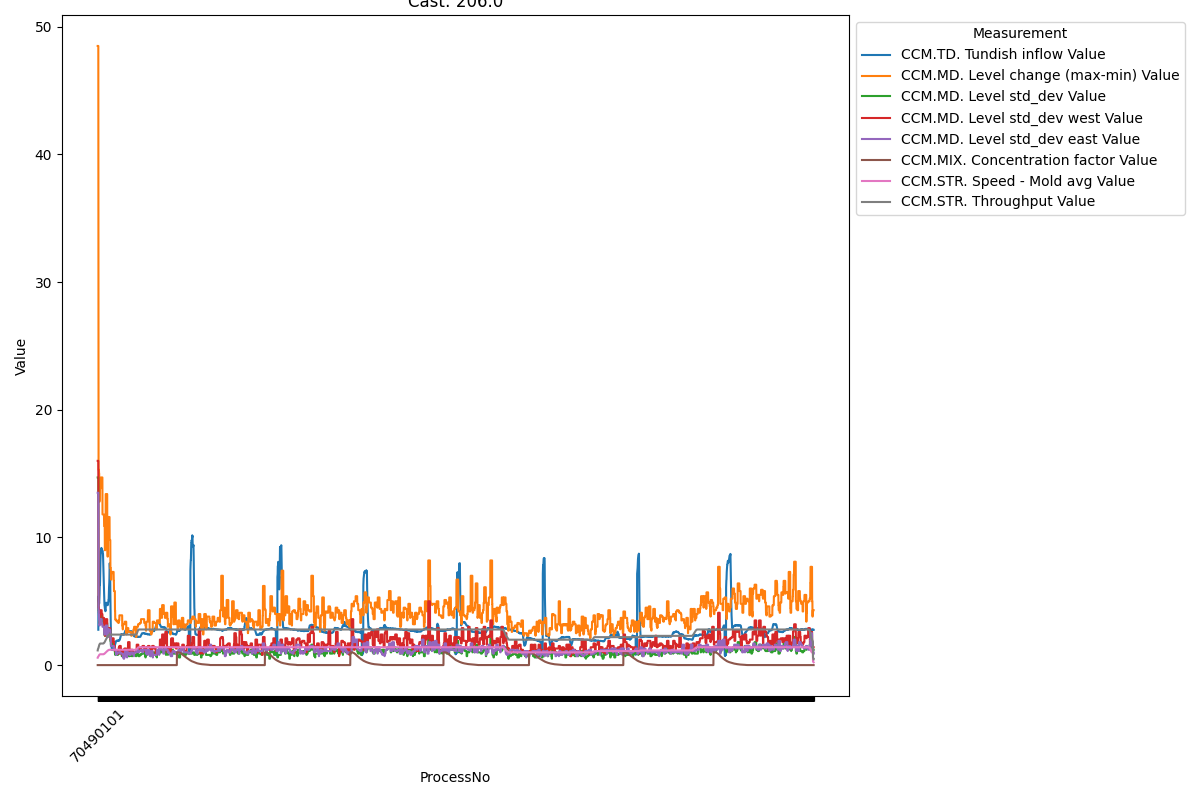 Cast: 206.0
Value
50
40
30
20
10
0
70490101
ProcessNo
Measurement
CCM.TD. Tundish inflow Value
CCM.MD. Level change (max-min) Value
CCM.MD. Level std_dev Value
CCM.MD. Level std_dev west Value
CCM.MD. Level std_dev east Value
CCM.MIX. Concentration factor Value
CCM.STR. Speed - Mold avg Value
CCM.STR. Throughput Value